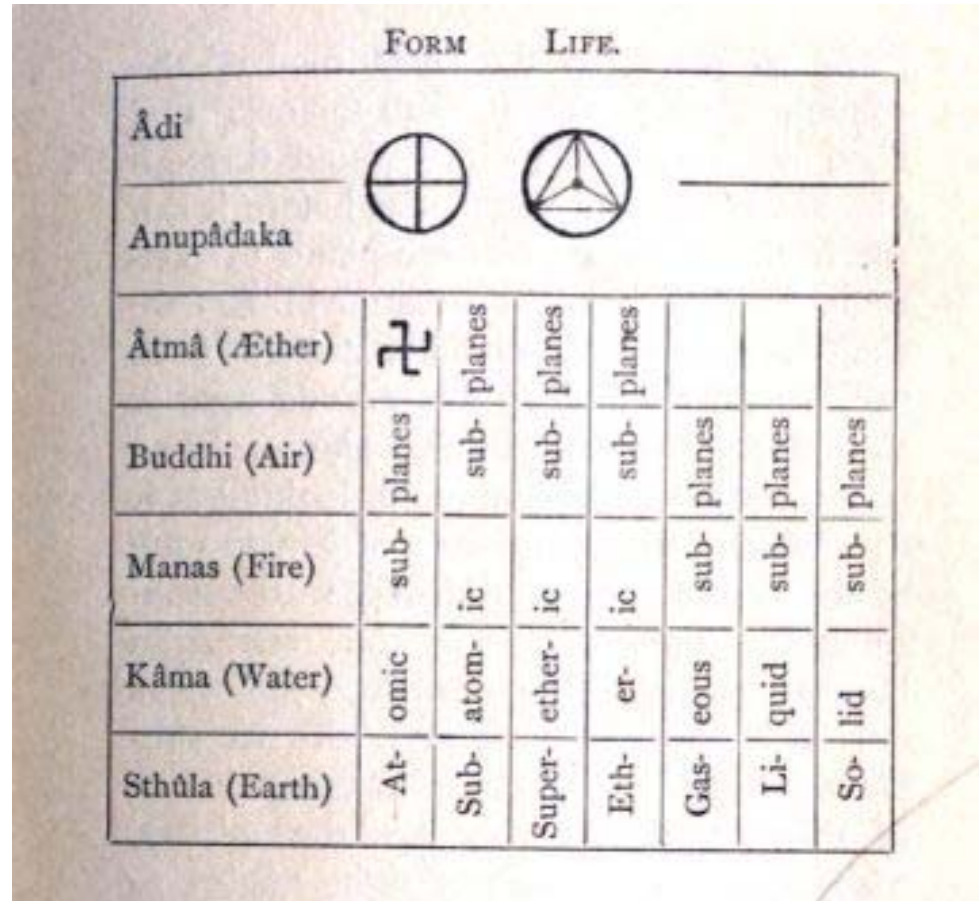 FORM LIFE.
Âdi
Anupâdaka
Âtmâ (Æther)
Buddhi (Air)
Manas (Fire)
Kâma (Water)
Sthûla (Earth)
At- omic sub- planes
Sub- atom- ic sub- planes
Super- ether- ic sub- planes
Eth- er- ic sub- planes
Gas- eous sub- planes
Li- quid sub- planes
So- lid sub- planes